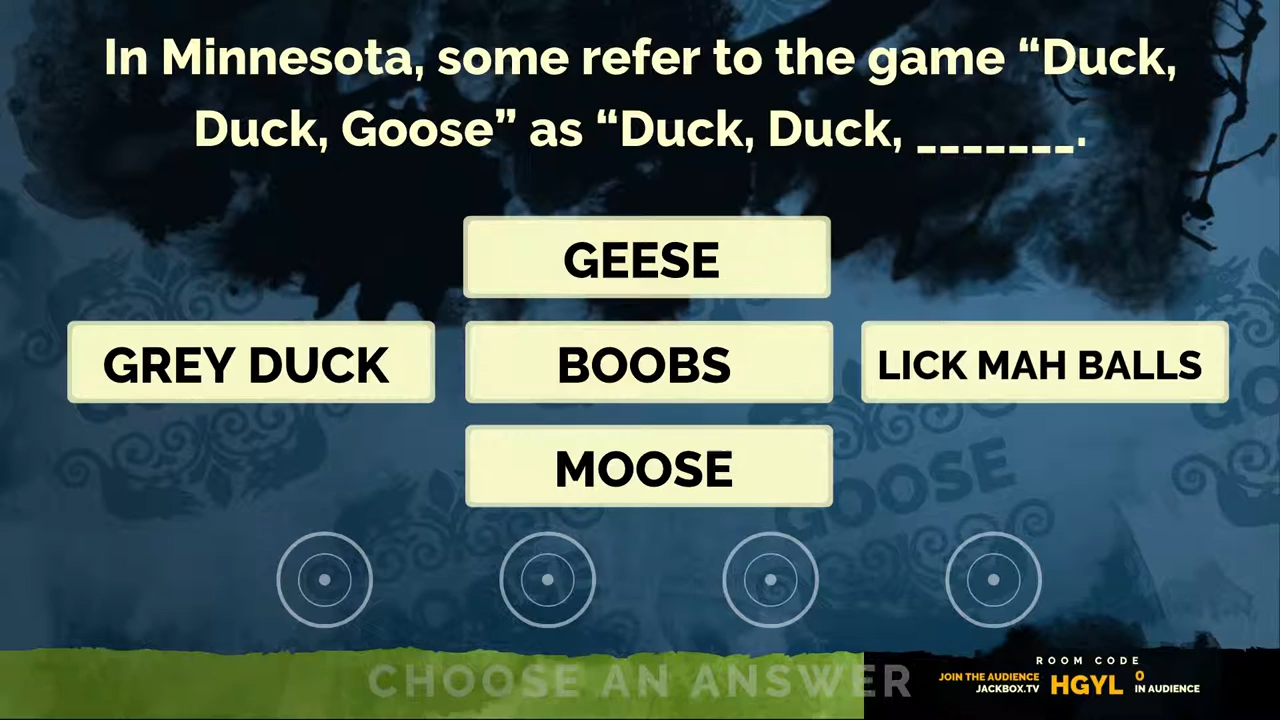 In Minnesota, some refer to the game “Duck,
Duck, Goose” as “Duck, Duck, _______.
GEESE
GREY DUCK
BOOBS
LICK MAH BALLS
MOOSE
GOOSE
CHOOSE AN ANSWER
ROOM CODE
JOIN THE AUDIENCE
JACKBOX.TV
HGYL
0
IN AUDIENCE